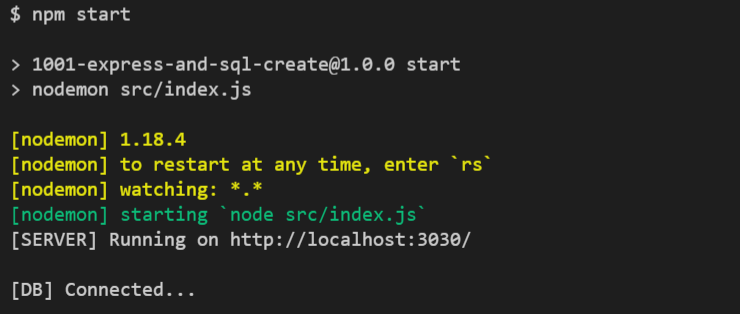 $ npm start
> 1001-express-and-sql-create@1.0.0 start
> nodemon src/index.js
[nodemon] 1.18.4
[nodemon] to restart at any time, enter `rs`
[nodemon] watching: *.*
[nodemon] starting `node src/index.js`
[SERVER] Running on http://localhost:3030/
[DB] Connected...